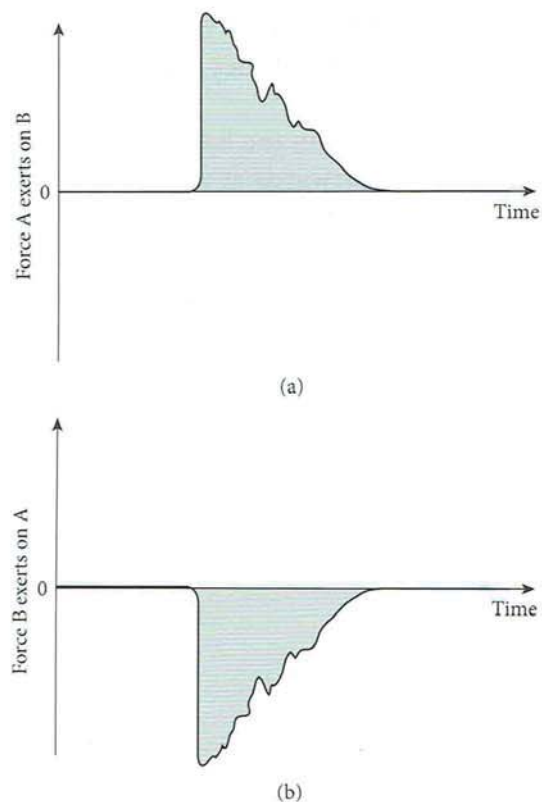 Force A exerts on B
0
Time
(a)
Force B exerts on A
0
Time
(b)